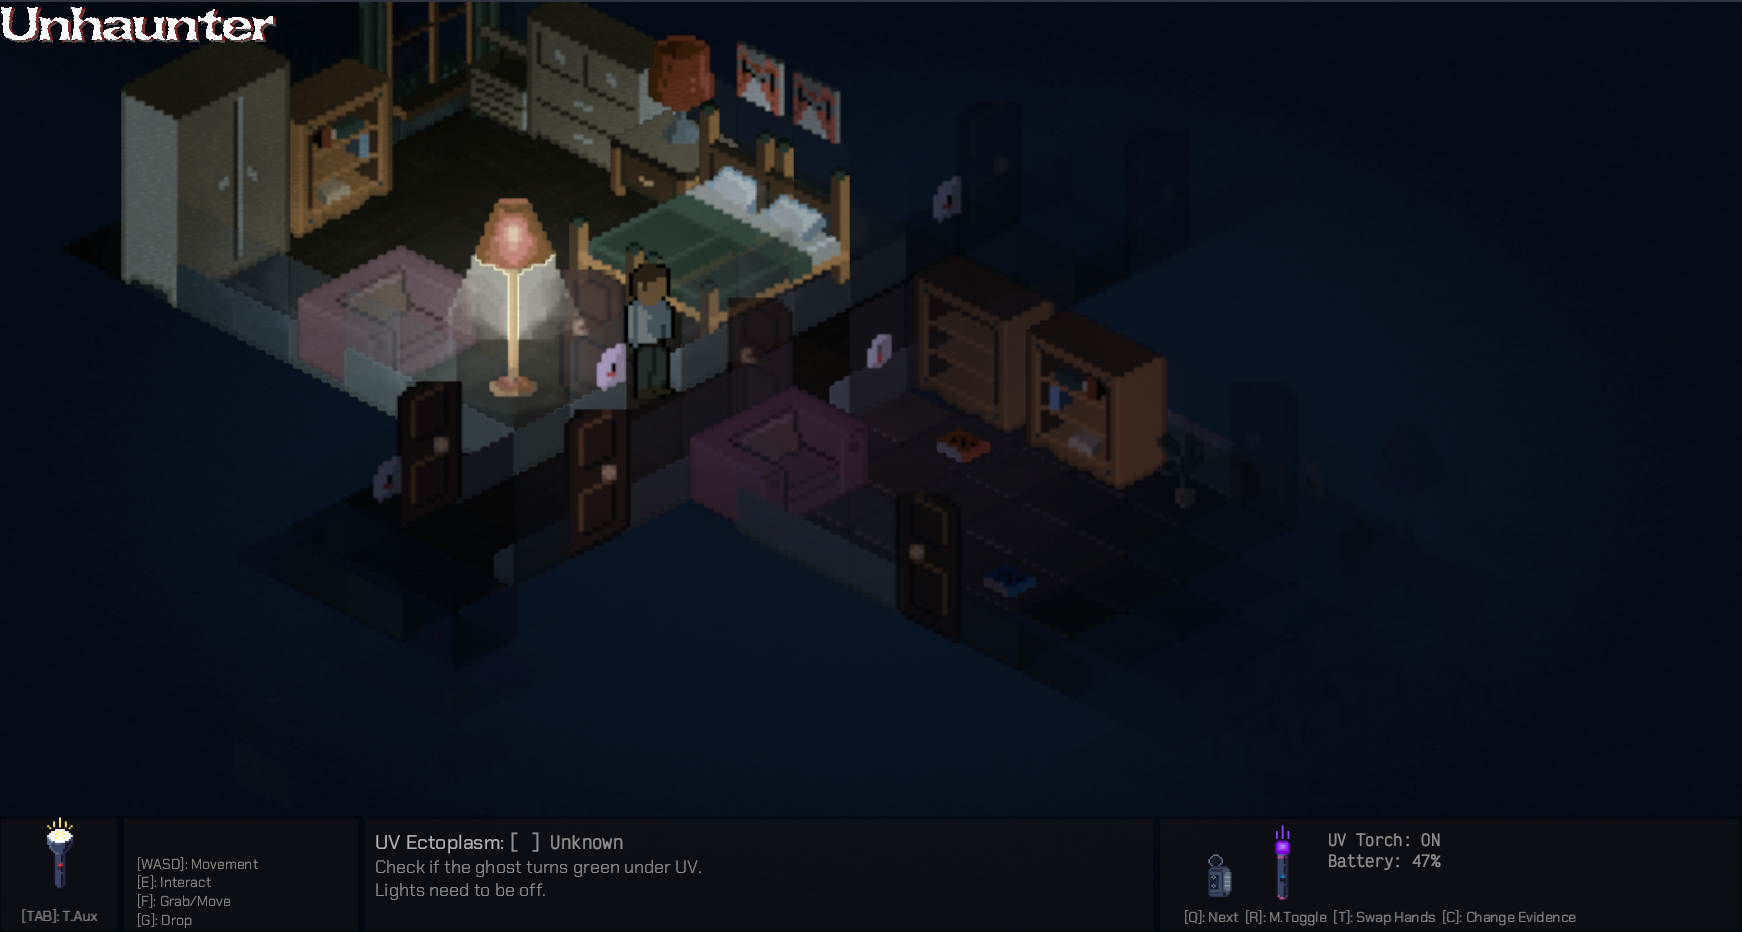 Unhaunter
[TAB]: T.Aux
[WASD]: Movement
[E]: Interact
[F]: Grab/Move
[G]: Drop
UV Ectoplasm: [ ] Unknown
Check if the ghost turns green under UV.
Lights need to be off.
UV Torch: ON
Battery: 47%
[Q]: Next [R]: M.Toggle [T]: Swap Hands [C]: Change Evidence